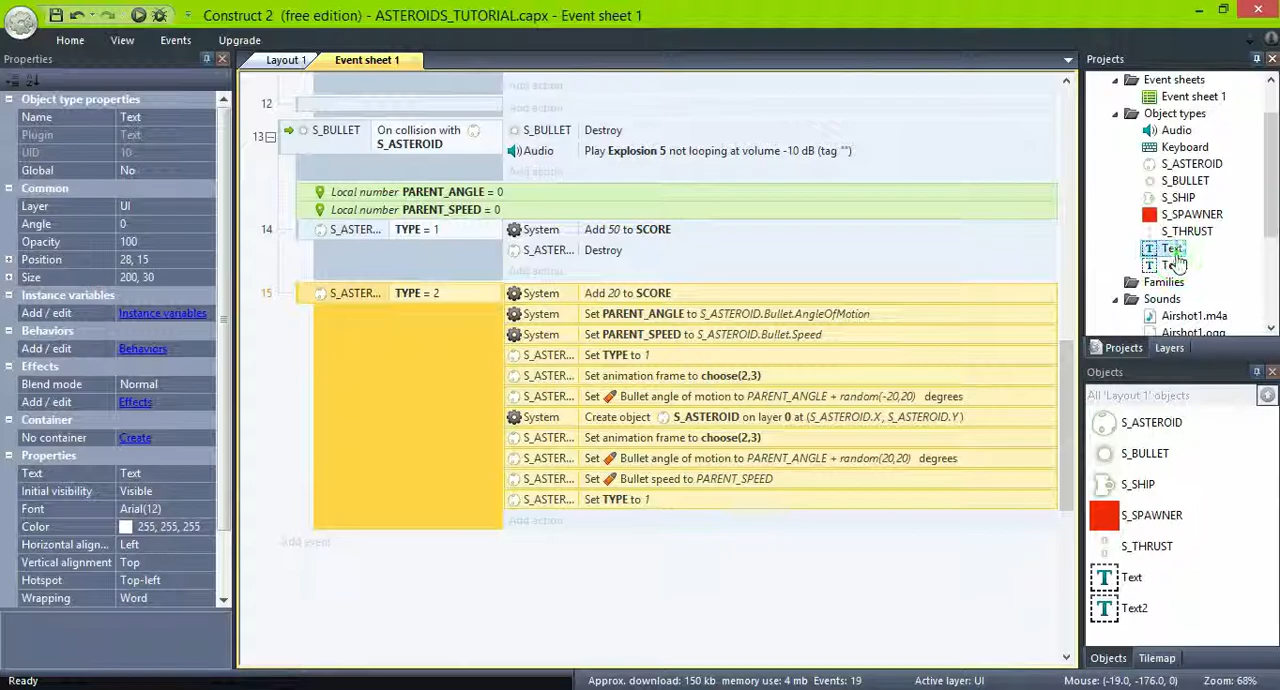 Construct 2 (free edition) - ASTEROIDS_TUTORIAL.capx - Event sheet 1
Home View Events Upgrade
Properties
Object type properties
Name Text
Plugin Text
UID 10
Global No
Common
Layer UI
Angle 0
Opacity 100
Position 28, 15
Size 200, 30
Instance variables
Add / edit Instance variables
Behaviors
Add / edit Behaviors
Effects
Blend mode Normal
Add / edit Effects
Container
No container Create
Properties
Text Text
Initial visibility Visible
Font Arial(12)
Color 255, 255, 255
Horizontal align... Left
Vertical alignment Top
Hotspot Top-left
Wrapping Word
Layout 1 Event sheet 1
Add action
12 Add action
13 S_BULLET On collision with S_ASTEROID
S_BULLET Destroy
Audio Play Explosion 5 not looping at volume -10 dB (tag "")
Add action
Local number PARENT_ANGLE = 0
Local number PARENT_SPEED = 0
14 S_ASTER... TYPE = 1 System Add 50 to SCORE
S_ASTER... Destroy
Add action
15 S_ASTER... TYPE = 2 System Add 20 to SCORE
System Set PARENT_ANGLE to S_ASTEROID.Bullet.AngleOfMotion
System Set PARENT_SPEED to S_ASTEROID.Bullet.Speed
S_ASTER... Set TYPE to 1
S_ASTER... Set animation frame to choose(2,3)
S_ASTER... Set Bullet angle of motion to PARENT_ANGLE + random(-20,20) degrees
System Create object S_ASTEROID on layer 0 at (S_ASTEROID.X, S_ASTEROID.Y)
S_ASTER... Set animation frame to choose(2,3)
S_ASTER... Set Bullet angle of motion to PARENT_ANGLE + random(20,20) degrees
S_ASTER... Set Bullet speed to PARENT_SPEED
S_ASTER... Set TYPE to 1
Add action
Add event
Projects
Event sheets
Event sheet 1
Object types
Audio
Keyboard
S_ASTEROID
S_BULLET
S_SHIP
S_SPAWNER
S_THRUST
Text
Families
Sounds
Airshot1.m4a
Airshot1.ogg
Projects Layers
Objects
All 'Layout 1' objects
S_ASTEROID
S_BULLET
S_SHIP
S_SPAWNER
S_THRUST
Text
Text2
Objects Tilemap
Ready Approx. download: 150 kb memory use: 4 mb Events: 19 Active layer: UI Mouse: (-19.0, -176.0, 0) Zoom: 68%